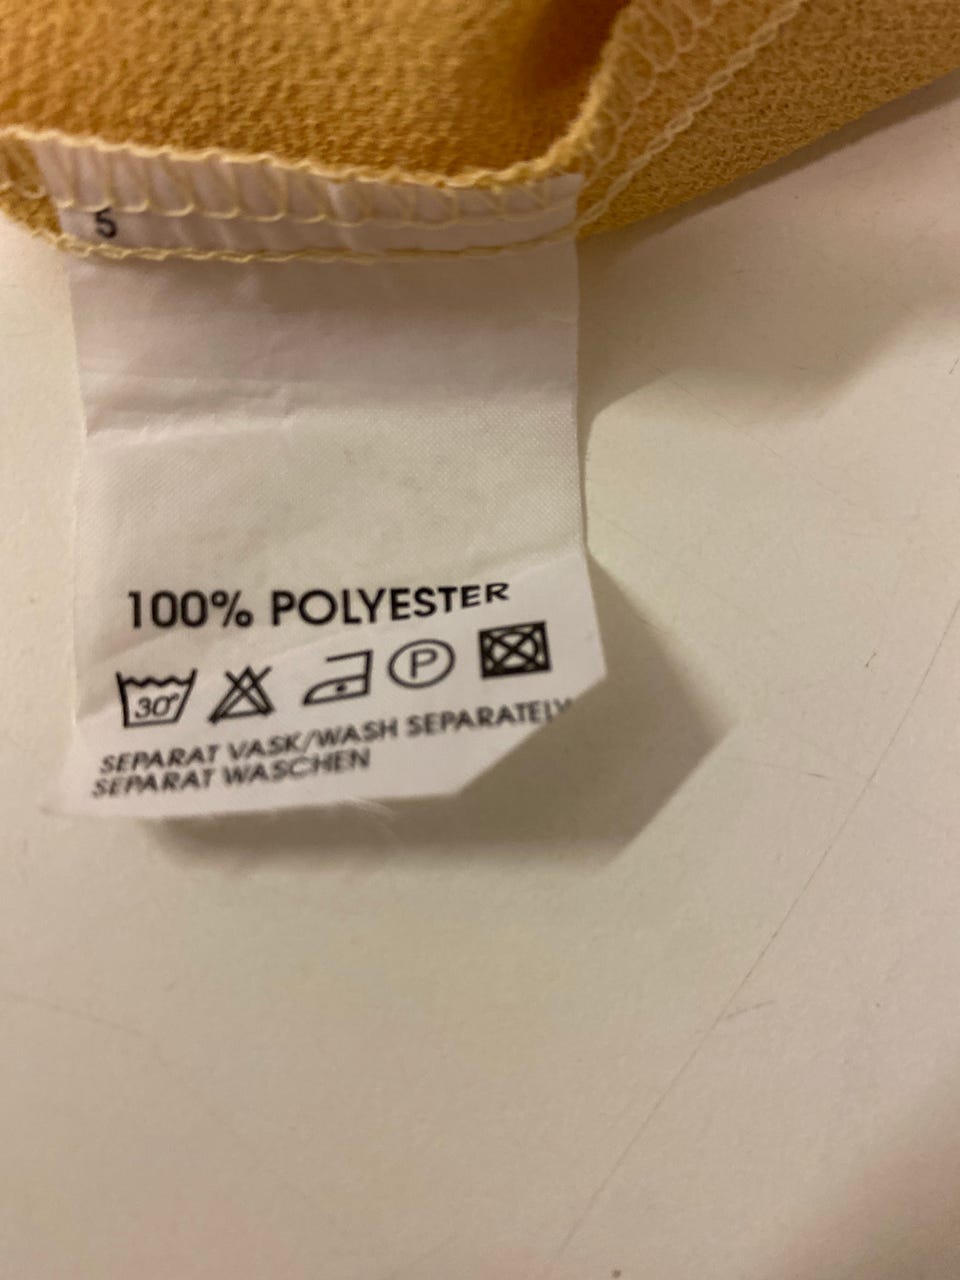 5
100% POLYESTER
30° P
SEPARAT VASK/WASH SEPARATELY
SEPARAT WASCHEN